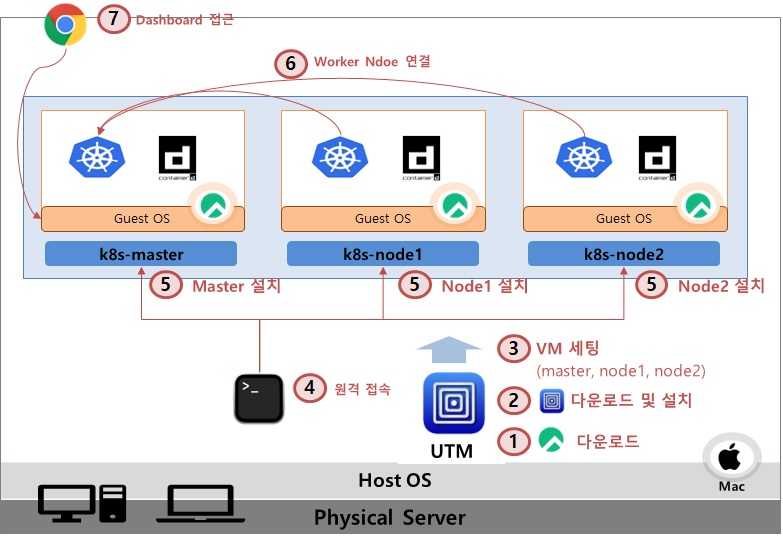 7 Dashboard 접근
6 Worker Ndoe 연결
d container d
d container d
d container d
Guest OS
Guest OS
Guest OS
k8s-master
k8s-node1
k8s-node2
5 Master 설치
5 Node1 설치
5 Node2 설치
3 VM 세팅
(master, node1, node2)
>_
4 원격 접속
2 다운로드 및 설치
UTM
1 다운로드
Host OS
Mac
Physical Server